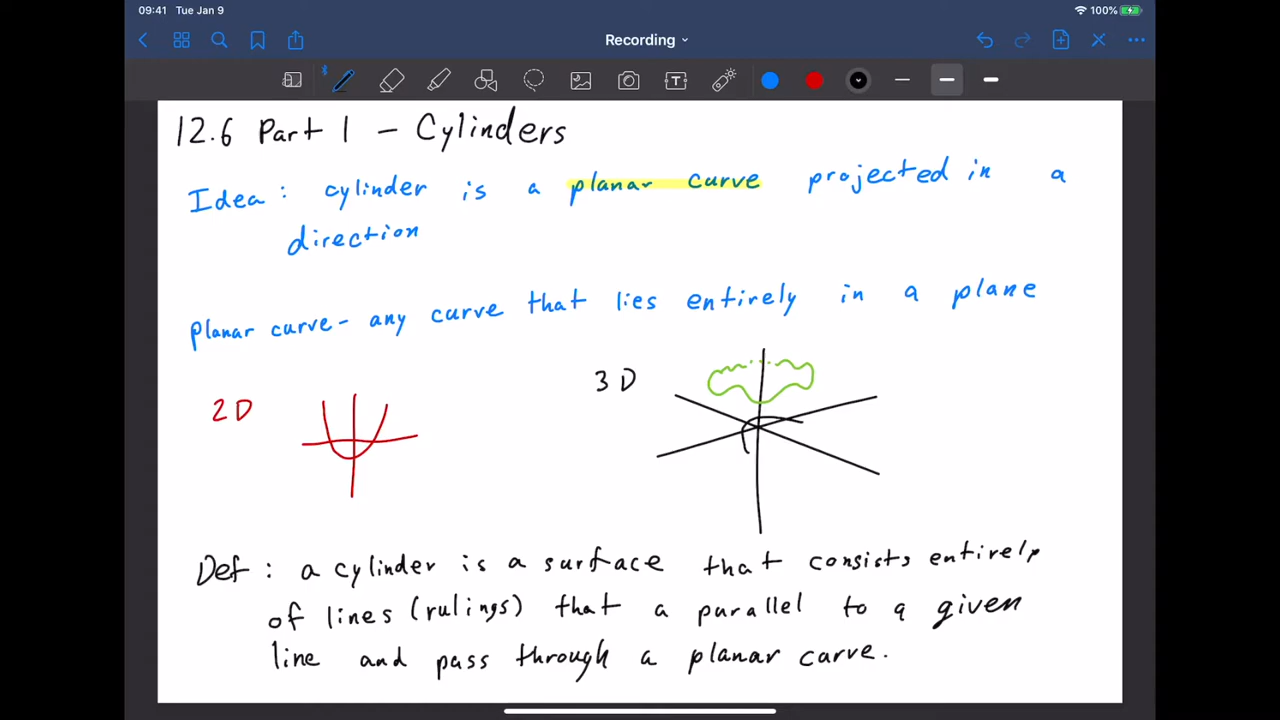 09:41 Tue Jan 9
100%
Recording
T
12.6 Part 1 - Cylinders
Idea : cylinder is a planar curve projected in a
direction
planar curve - any curve that lies entirely in a plane
2D
3D
Def : a cylinder is a surface that consists entirely
of lines (rulings) that a parallel to a given
line and pass through a planar curve.